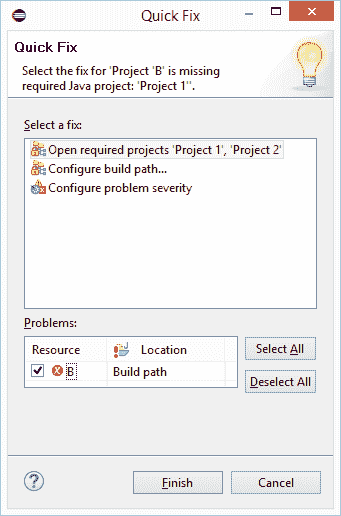 Quick Fix
Quick Fix
Select the fix for 'Project 'B' is missing
required Java project: 'Project 1''.
Select a fix:
Open required projects 'Project 1', 'Project 2'
Configure build path...
Configure problem severity
Problems:
Resource Location
B Build path
Select All
Deselect All
? Finish Cancel